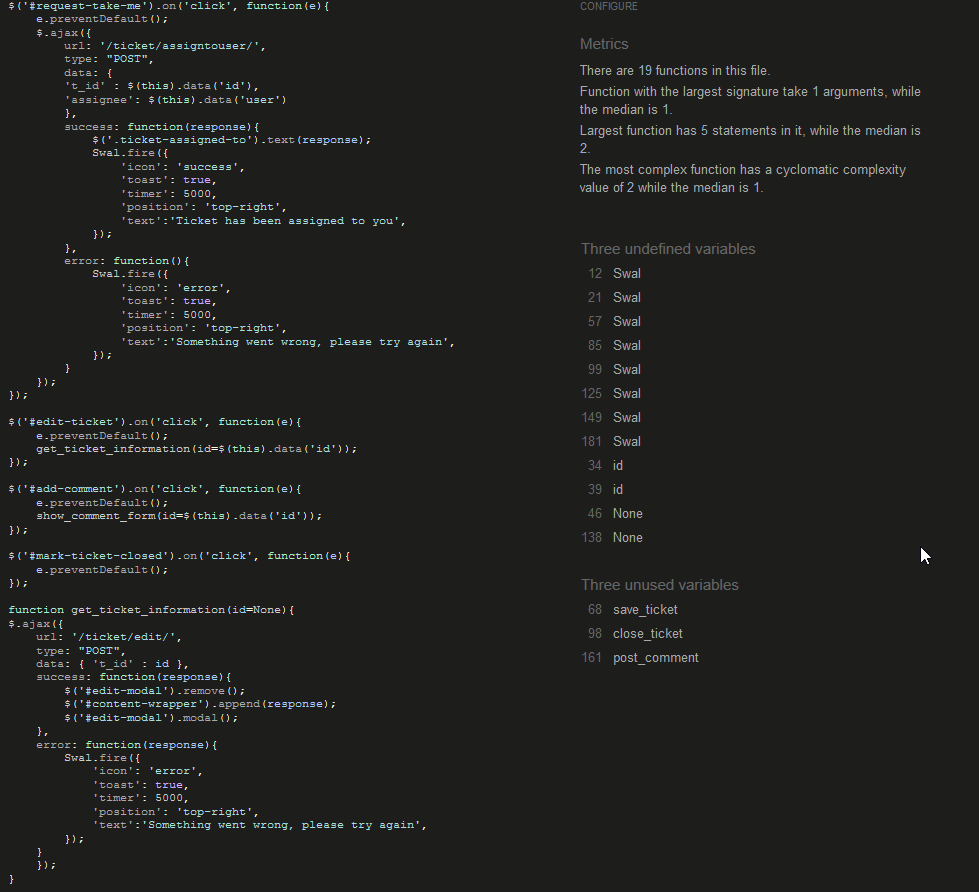 $('#request-take-me').on('click', function(e){
    e.preventDefault();
    $.ajax({
        url: '/ticket/assigntouser/',
        type: "POST",
        data: {
        't_id' : $(this).data('id'),
        'assignee': $(this).data('user')
        },
        success: function(response){
            $('.ticket-assigned-to').text(response);
            Swal.fire({
                'icon': 'success',
                'toast': true,
                'timer': 5000,
                'position': 'top-right',
                'text':'Ticket has been assigned to you',
            });
        },
        error: function(){
            Swal.fire({
                'icon': 'error',
                'toast': true,
                'timer': 5000,
                'position': 'top-right',
                'text':'Something went wrong, please try again',
            });
        }
    });
});

$('#edit-ticket').on('click', function(e){
    e.preventDefault();
    get_ticket_information(id=$(this).data('id'));
});

$('#add-comment').on('click', function(e){
    e.preventDefault();
    show_comment_form(id=$(this).data('id'));
});

$('#mark-ticket-closed').on('click', function(e){
    e.preventDefault();
});

function get_ticket_information(id=None){
$.ajax({
    url: '/ticket/edit/',
    type: "POST",
    data: { 't_id' : id },
    success: function(response){
        $('#edit-modal').remove();
        $('#content-wrapper').append(response);
        $('#edit-modal').modal();
    },
    error: function(response){
        Swal.fire({
            'icon': 'error',
            'toast': true,
            'timer': 5000,
            'position': 'top-right',
            'text':'Something went wrong, please try again',
        });
    }
    });
}
CONFIGURE
Metrics
There are 19 functions in this file.
Function with the largest signature take 1 arguments, while
the median is 1.
Largest function has 5 statements in it, while the median is
2.
The most complex function has a cyclomatic complexity
value of 2 while the median is 1.
Three undefined variables
12 Swal
21 Swal
57 Swal
85 Swal
99 Swal
125 Swal
149 Swal
181 Swal
34 id
39 id
46 None
138 None
Three unused variables
68 save_ticket
98 close_ticket
161 post_comment